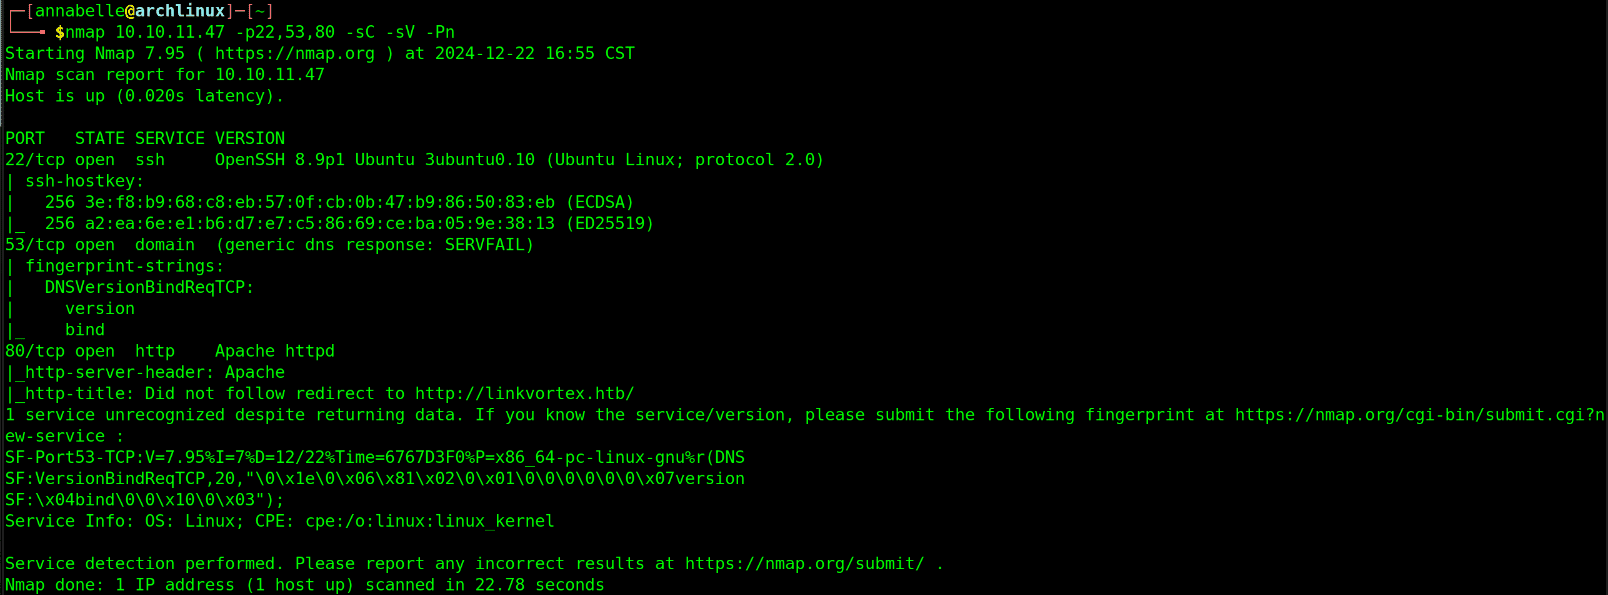 ┌─[annabelle@archlinux]─[~]
└──╼ $nmap 10.10.11.47 -p22,53,80 -sC -sV -Pn
Starting Nmap 7.95 ( https://nmap.org ) at 2024-12-22 16:55 CST
Nmap scan report for 10.10.11.47
Host is up (0.020s latency).

PORT   STATE SERVICE VERSION
22/tcp open  ssh     OpenSSH 8.9p1 Ubuntu 3ubuntu0.10 (Ubuntu Linux; protocol 2.0)
| ssh-hostkey:
|   256 3e:f8:b9:68:c8:eb:57:0f:cb:0b:47:b9:86:50:83:eb (ECDSA)
|_  256 a2:ea:6e:e1:b6:d7:e7:c5:86:69:ce:ba:05:9e:38:13 (ED25519)
53/tcp open  domain  (generic dns response: SERVFAIL)
| fingerprint-strings:
|   DNSVersionBindReqTCP:
|     version
|_    bind
80/tcp open  http    Apache httpd
|_http-server-header: Apache
|_http-title: Did not follow redirect to http://linkvortex.htb/
1 service unrecognized despite returning data. If you know the service/version, please submit the following fingerprint at https://nmap.org/cgi-bin/submit.cgi?n
ew-service :
SF-Port53-TCP:V=7.95%I=7%D=12/22%Time=6767D3F0%P=x86_64-pc-linux-gnu%r(DNS
SF:VersionBindReqTCP,20,"\0\x1e\0\x06\x81\x02\0\x01\0\0\0\0\0\0\x07version
SF:\x04bind\0\0\x10\0\x03");
Service Info: OS: Linux; CPE: cpe:/o:linux:linux_kernel

Service detection performed. Please report any incorrect results at https://nmap.org/submit/ .
Nmap done: 1 IP address (1 host up) scanned in 22.78 seconds